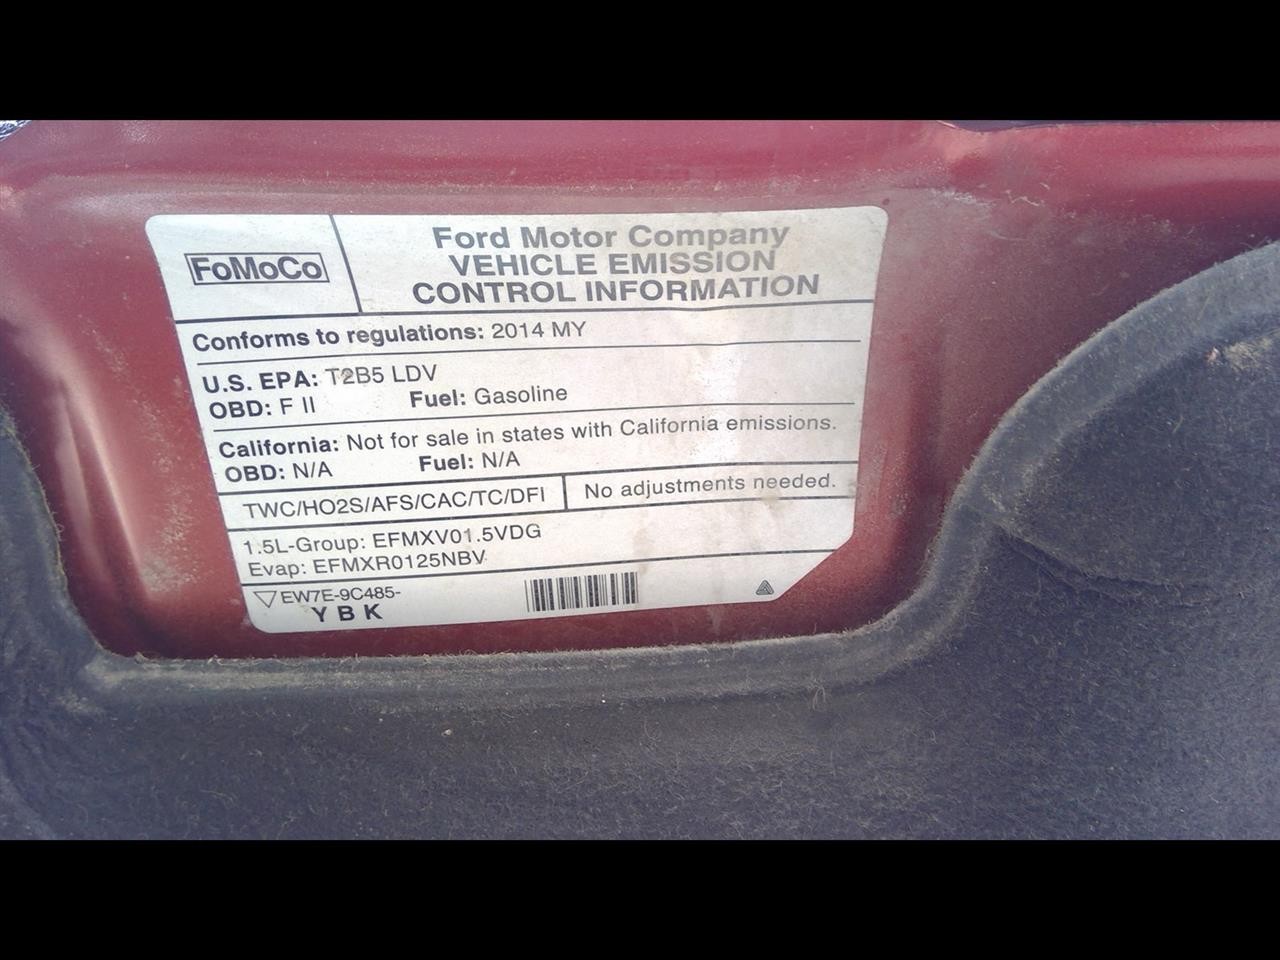 FoMoCo
Ford Motor Company
VEHICLE EMISSION
CONTROL INFORMATION
Conforms to regulations: 2014 MY
U.S. EPA: T2B5 LDV
OBD: F II Fuel: Gasoline
California: Not for sale in states with California emissions.
OBD: N/A Fuel: N/A
TWC/HO2S/AFS/CAC/TC/DFI No adjustments needed.
1.5L-Group: EFMXV01.5VDG
Evap: EFMXR0125NBV
EW7E-9C485-
YBK